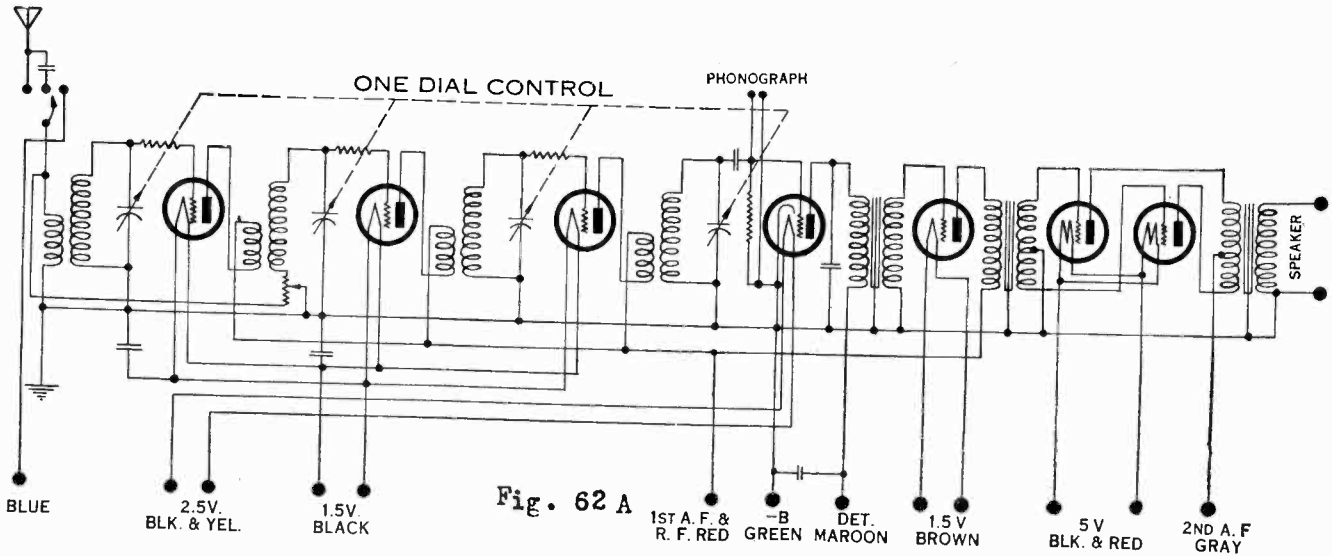 ONE DIAL CONTROL
PHONOGRAPH
SPEAKER
BLUE
2.5V.
BLK. & YEL.
1.5V.
BLACK
Fig. 62 A
1ST A. F. &
R. F. RED
-B
GREEN
DET.
MAROON
1.5 V
BROWN
5 V
BLK. & RED
2ND A. F
GRAY